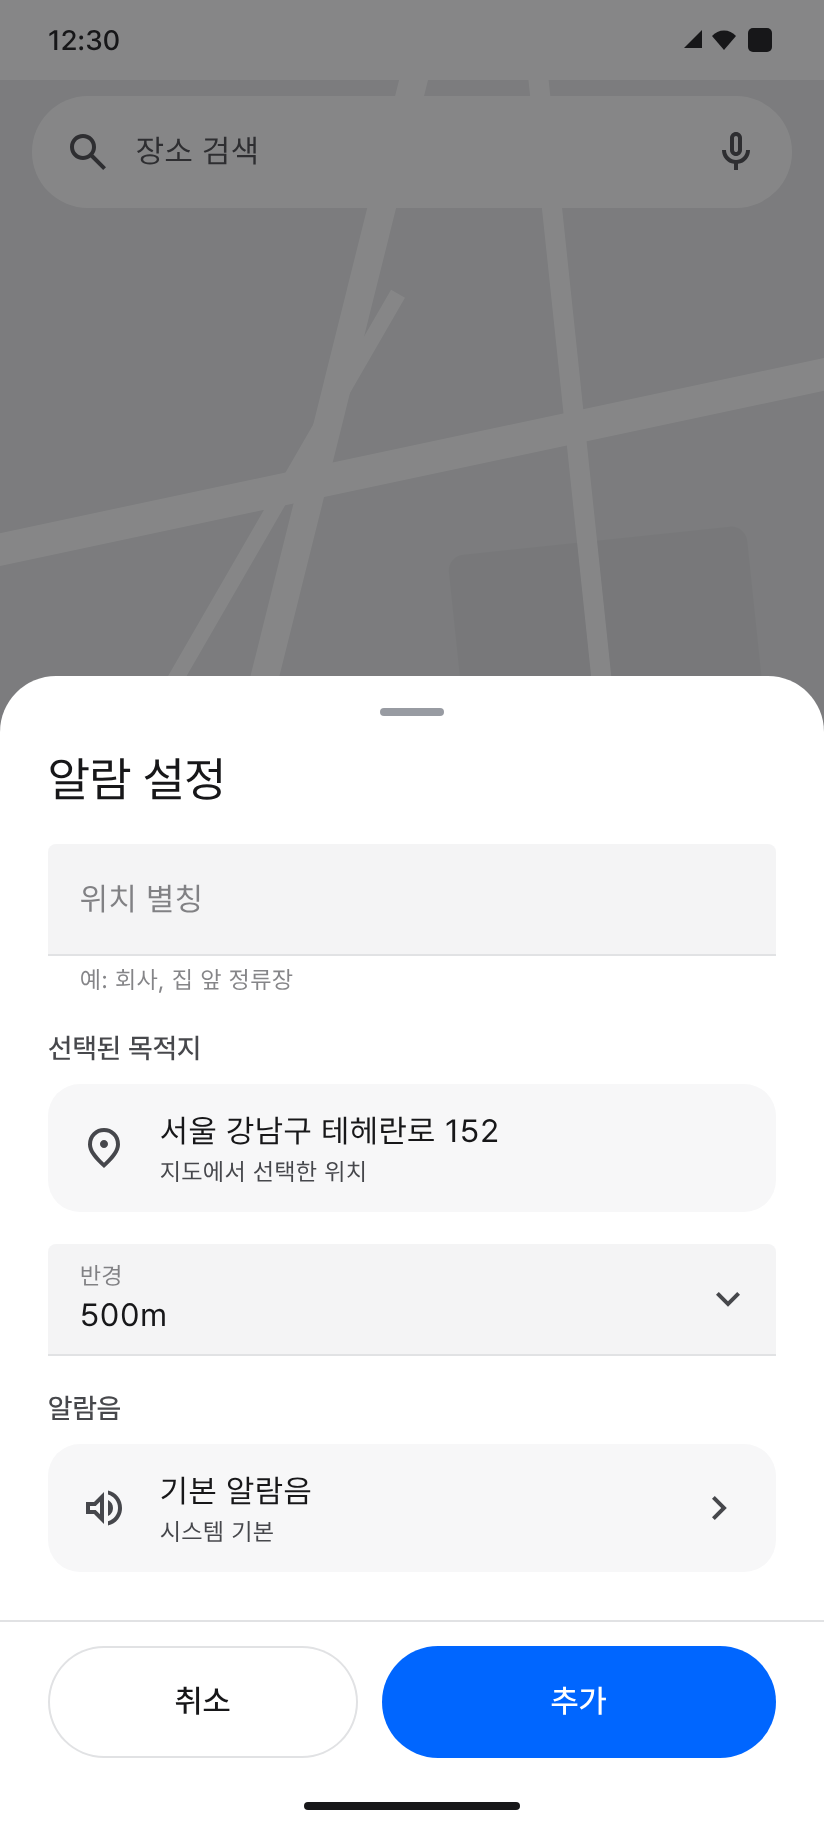 12:30
장소 검색
알람 설정
위치 별칭
예: 회사, 집 앞 정류장
선택된 목적지
서울 강남구 테헤란로 152
지도에서 선택한 위치
반경
500m
알람음
기본 알람음
시스템 기본
취소
추가